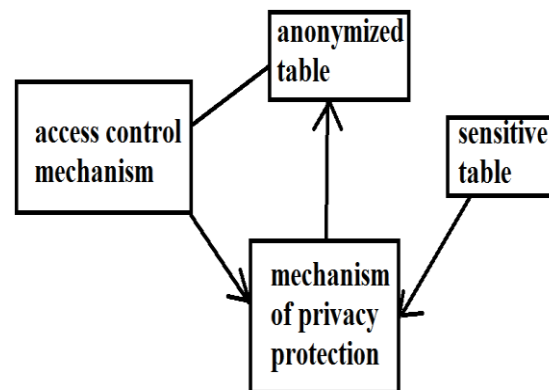 anonymized
table
access control
mechanism
sensitive
table
mechanism
of privacy
protection